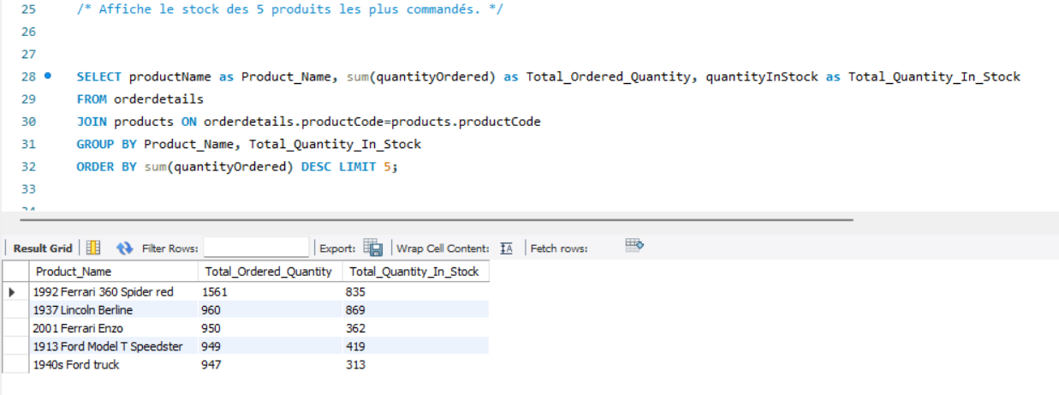 25 /* Affiche le stock des 5 produits les plus commandés. */
26
27
28 SELECT productName as Product_Name, sum(quantityOrdered) as Total_Ordered_Quantity, quantityInStock as Total_Quantity_In_Stock
29 FROM orderdetails
30 JOIN products ON orderdetails.productCode=products.productCode
31 GROUP BY Product_Name, Total_Quantity_In_Stock
32 ORDER BY sum(quantityOrdered) DESC LIMIT 5;
33
34
Result Grid Filter Rows: Export: Wrap Cell Content: Fetch rows:
Product_Name Total_Ordered_Quantity Total_Quantity_In_Stock
1992 Ferrari 360 Spider red 1561 835
1937 Lincoln Berline 960 869
2001 Ferrari Enzo 950 362
1913 Ford Model T Speedster 949 419
1940s Ford truck 947 313